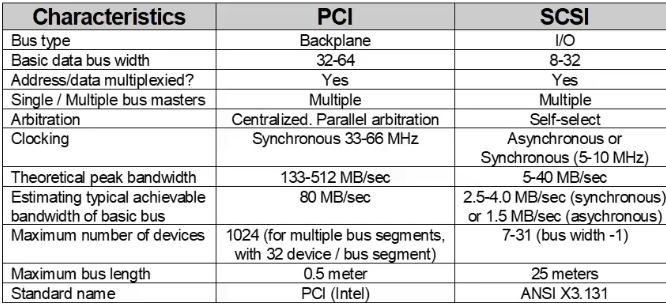 Characteristics PCI SCSI
Bus type Backplane I/O
Basic data bus width 32-64 8-32
Address/data multiplexied? Yes Yes
Single / Multiple bus masters Multiple Multiple
Arbitration Centralized. Parallel arbitration Self-select
Clocking Synchronous 33-66 MHz Asynchronous or
Synchronous (5-10 MHz)
Theoretical peak bandwidth 133-512 MB/sec 5-40 MB/sec
Estimating typical achievable 80 MB/sec 2.5-4.0 MB/sec (synchronous)
bandwidth of basic bus or 1.5 MB/sec (asychronous)
Maximum number of devices 1024 (for multiple bus segments, 7-31 (bus width -1)
with 32 device / bus segment)
Maximum bus length 0.5 meter 25 meters
Standard name PCI (Intel) ANSI X3.131